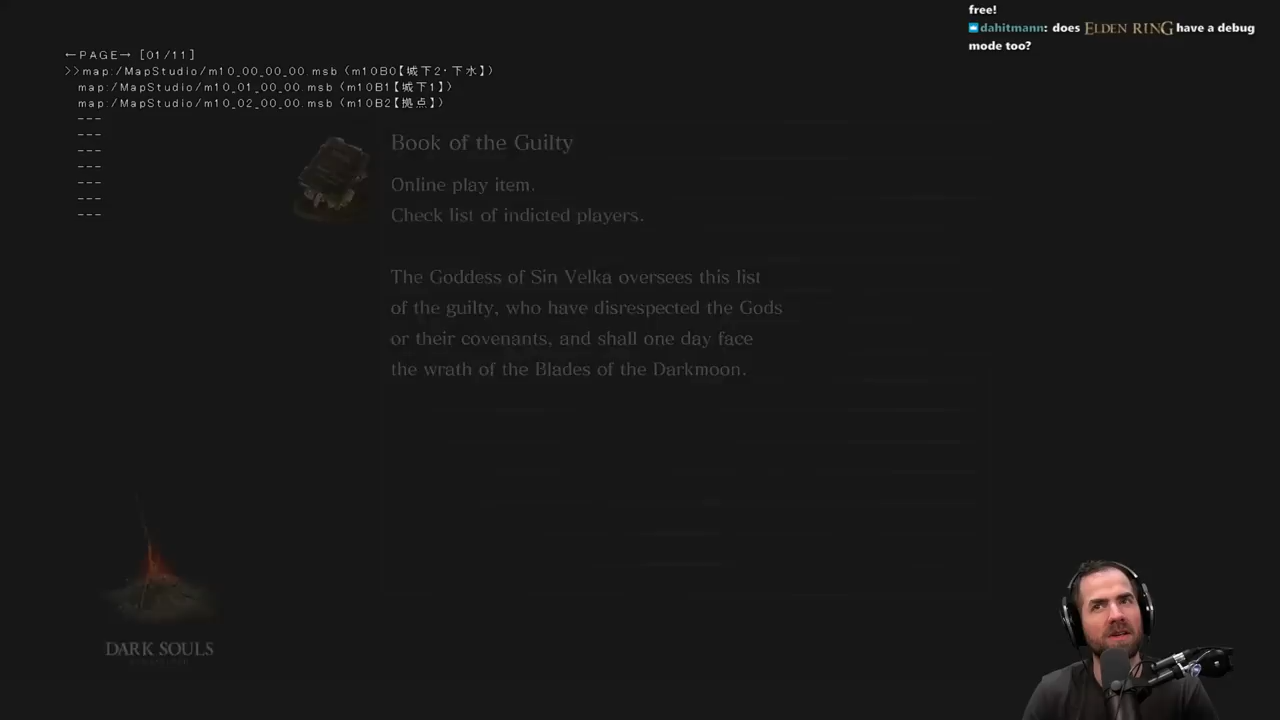 free!
dahitmann: does ELDEN RING have a debug
mode too?
←PAGE→ [01/11]
>>map:/MapStudio/m10_00_00_00.msb (m10B0【城下2・下水】)
map:/MapStudio/m10_01_00_00.msb (m10B1【城下1】)
map:/MapStudio/m10_02_00_00.msb (m10B2【拠点】)
---
---
---
---
---
---
---
Book of the Guilty
Online play item.
Check list of indicted players.
The Goddess of Sin Velka oversees this list
of the guilty, who have disrespected the Gods
or their covenants, and shall one day face
the wrath of the Blades of the Darkmoon.
DARK SOULS